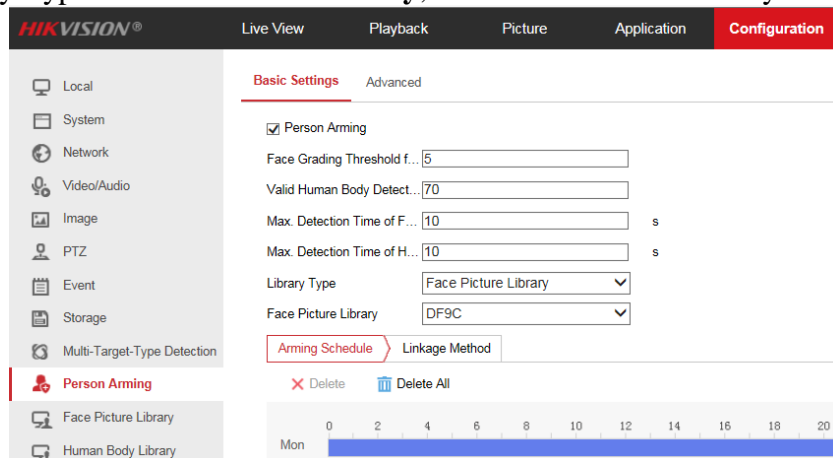 HIKVISION®
Live View Playback Picture Application Configuration
Local
System
Network
Video/Audio
Image
PTZ
Event
Storage
Multi-Target-Type Detection
Person Arming
Face Picture Library
Human Body Library
Basic Settings Advanced
Person Arming
Face Grading Threshold f... 5
Valid Human Body Detect... 70
Max. Detection Time of F... 10 s
Max. Detection Time of H... 10 s
Library Type Face Picture Library
Face Picture Library DF9C
Arming Schedule Linkage Method
Delete Delete All
0 2 4 6 8 10 12 14 16 18 20
Mon